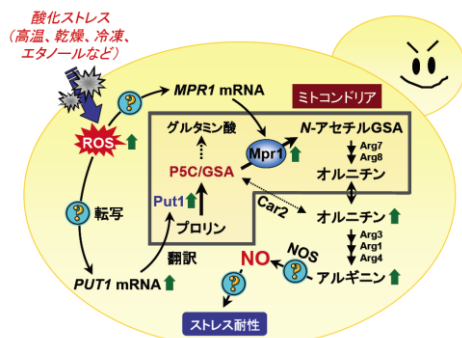 酸化ストレス
（高温、乾燥、冷凍、
エタノールなど）
?
MPR1 mRNA
ミトコンドリア
ROS
グルタミン酸
N-アセチルGSA
Mpr1
Arg7
Arg8
P5C/GSA
オルニチン
?
転写
Put1
Car2
オルニチン
プロリン
Arg3
Arg1
Arg4
翻訳
NO
NOS
?
アルギニン
PUT1 mRNA
?
ストレス耐性